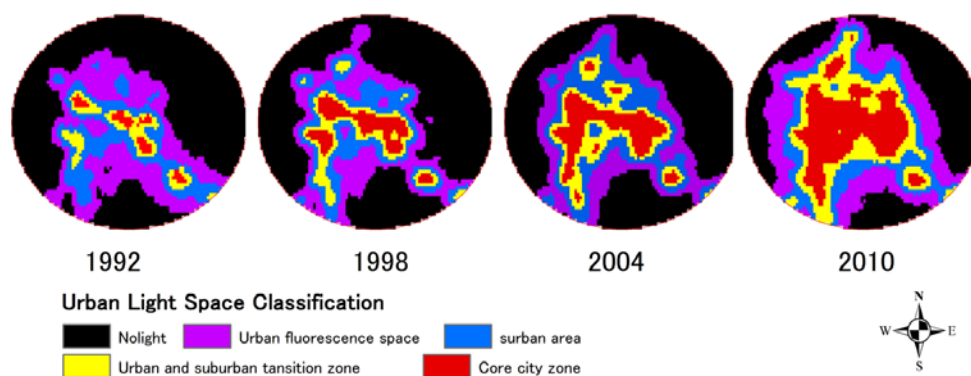 1992 1998 2004 2010
Urban Light Space Classification
Nolight Urban fluorescence space surban area
Urban and suburban tansition zone Core city zone
N
W E
S